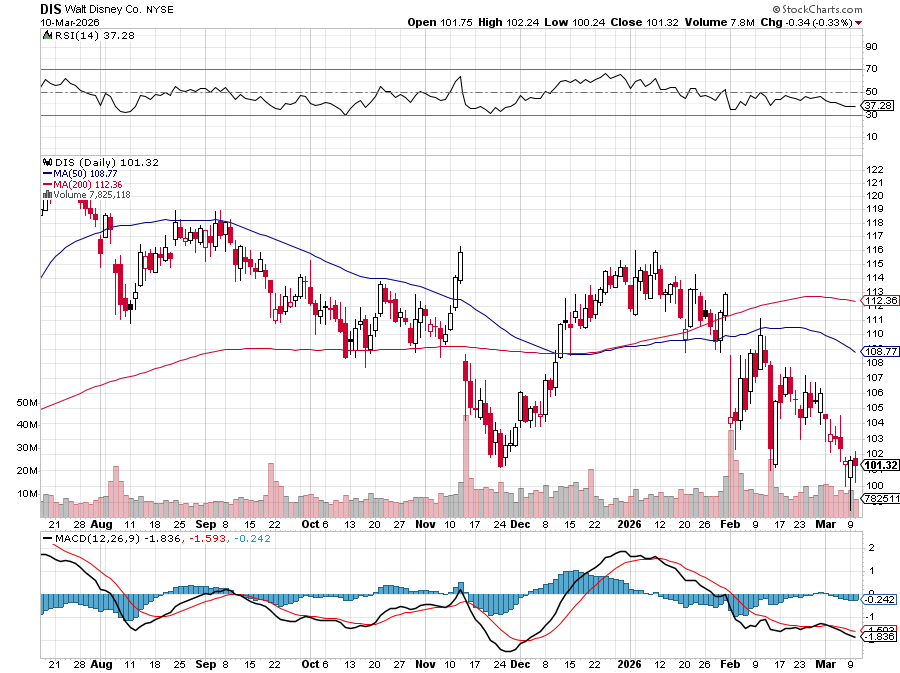 DIS Walt Disney Co. NYSE
© StockCharts.com
10-Mar-2026
Open 101.75 High 102.24 Low 100.24 Close 101.32 Volume 7.8M Chg -0.34 (-0.33%)
RSI(14) 37.28
90
70
50
37.28
30
10
DIS (Daily) 101.32
MA(50) 108.77
MA(200) 112.36
Volume 7,825,118
122
121
120
119
118
117
116
115
114
113
112.36
111
110
108.77
108
107
106
105
104
103
102
101.32
100
782511
50M
40M
30M
20M
10M
21 28 Aug 11 18 25 Sep 8 15 22 Oct 6 13 20 27 Nov 10 17 24 Dec 8 15 22 2026 12 20 26 Feb 9 17 23 Mar 9
MACD(12,26,9) -1.836, -1.593, -0.242
2
1
0
-0.242
-1
-1.593
-1.836
21 28 Aug 11 18 25 Sep 8 15 22 Oct 6 13 20 27 Nov 10 17 24 Dec 8 15 22 2026 12 20 26 Feb 9 17 23 Mar 9